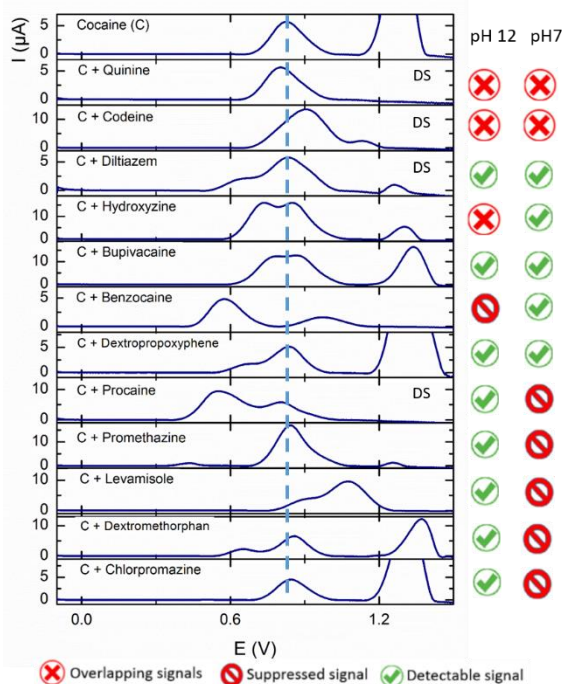 pH 12 pH7
I (µA)
Cocaine (C)
5
0
C + Quinine DS
5
0
C + Codeine DS
10
0
C + Diltiazem DS
5
0
C + Hydroxyzine
10
0
C + Bupivacaine
10
0
C + Benzocaine
5
0
C + Dextropropoxyphene
5
0
C + Procaine DS
10
5
0
C + Promethazine
10
0
C + Levamisole
10
5
0
C + Dextromethorphan
10
0
C + Chlorpromazine
5
0
0.0 0.6 1.2
E (V)
Overlapping signals Suppressed signal Detectable signal